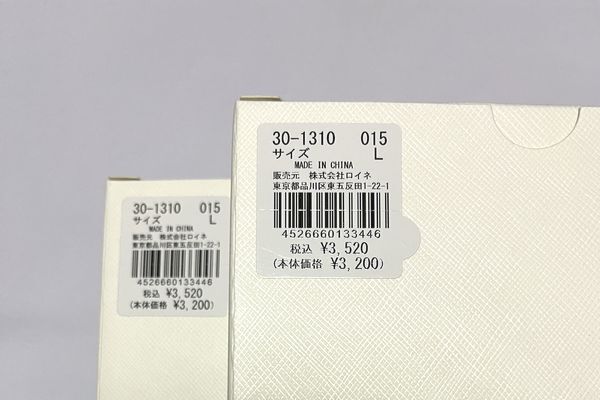 30-1310 015
サイズ L
MADE IN CHINA
販売元 株式会社ロイネ
東京都品川区東五反田1-22-1
4526660133446
税込 ¥3,520
(本体価格 ¥3,200)
30-1310 015
サイズ L
MADE IN CHINA
販売元 株式会社ロイネ
東京都品川区東五反田1-22-1
4526660133446
税込 ¥3,520
(本体価格 ¥3,200)